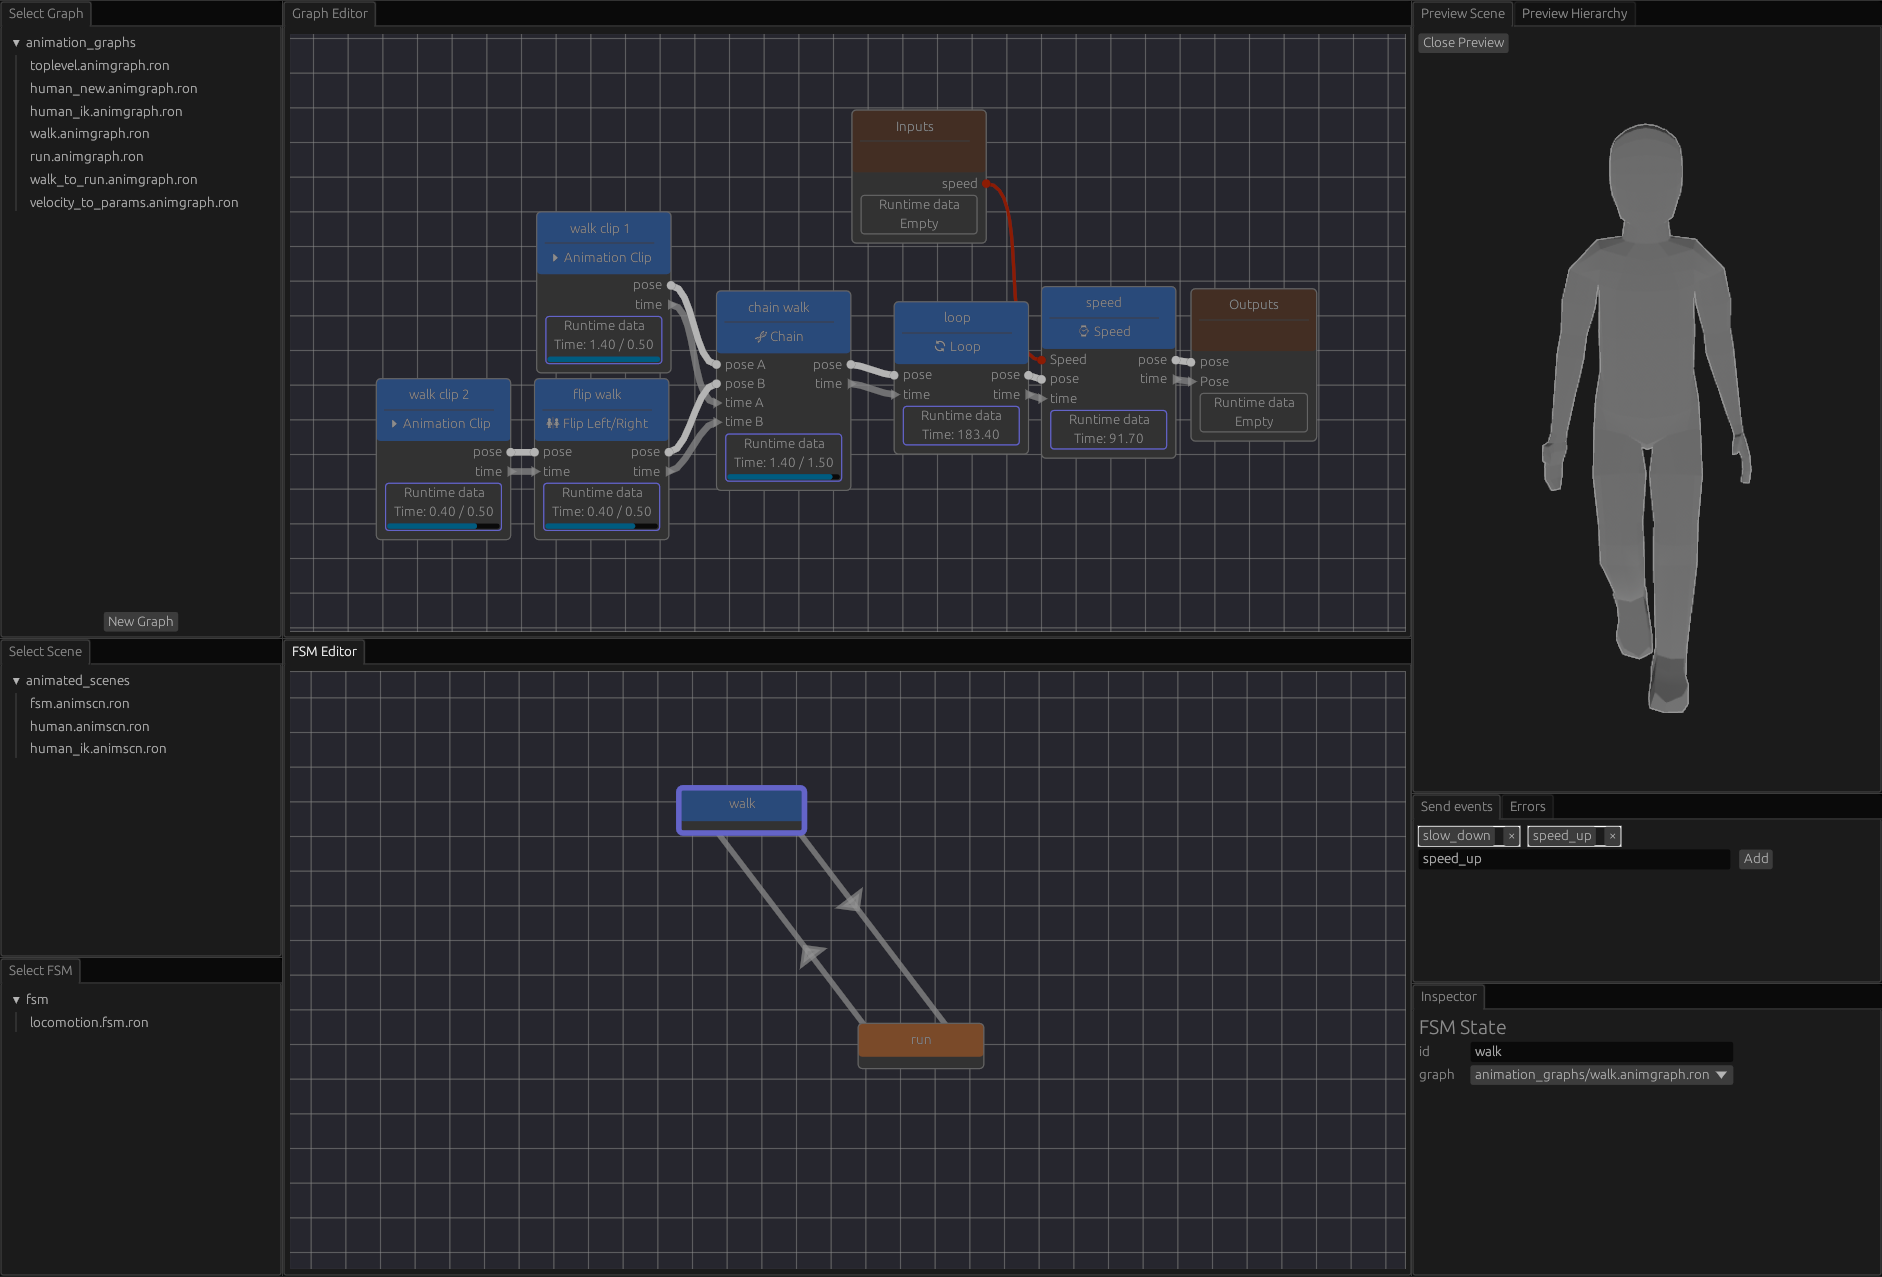 Select Graph
animation_graphs
toplevel.animgraph.ron
human_new.animgraph.ron
human_ik.animgraph.ron
walk.animgraph.ron
run.animgraph.ron
walk_to_run.animgraph.ron
velocity_to_params.animgraph.ron
New Graph
Select Scene
animated_scenes
fsm.animscn.ron
human.animscn.ron
human_ik.animscn.ron
Select FSM
fsm
locomotion.fsm.ron
Graph Editor
Inputs
speed
Runtime data
Empty
walk clip 1
Animation Clip
pose
time
Runtime data
Time: 1.40 / 0.50
walk clip 2
Animation Clip
pose
time
Runtime data
Time: 0.40 / 0.50
flip walk
Flip Left/Right
pose pose
time time
Runtime data
Time: 0.40 / 0.50
chain walk
Chain
pose A pose
pose B time
time A
time B
Runtime data
Time: 1.40 / 1.50
loop
Loop
pose pose
time time
Runtime data
Time: 183.40
speed
Speed
Speed pose
pose time
time
Runtime data
Time: 91.70
Outputs
pose
Pose
Runtime data
Empty
FSM Editor
walk
run
Preview Scene Preview Hierarchy
Close Preview
Send events Errors
slow_down × speed_up ×
speed_up Add
Inspector
FSM State
id walk
graph animation_graphs/walk.animgraph.ron